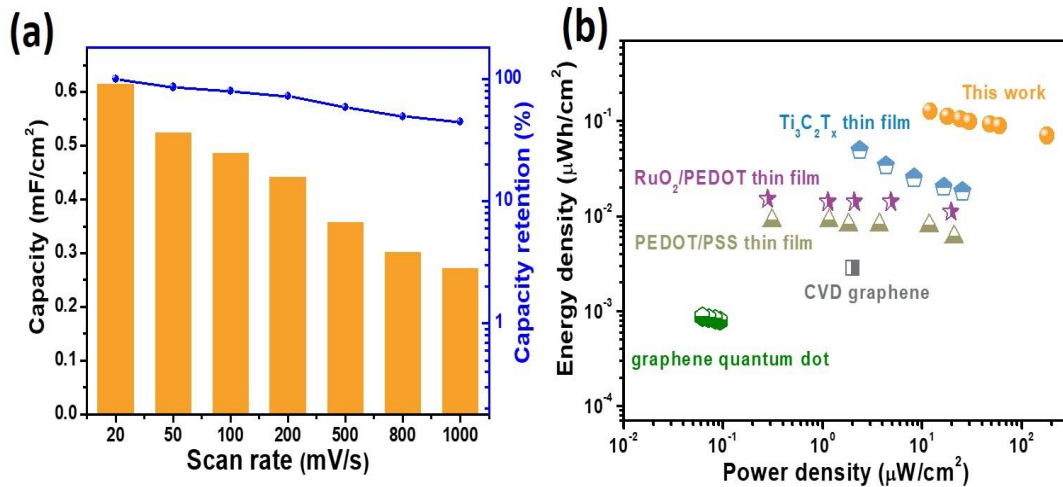 (a)
Capacity (mF/cm²)
0.6
0.5
0.4
0.3
0.2
0.1
0.0
20 50 100 200 500 800 1000
Scan rate (mV/s)
100
10
1
Capacity retention (%)
(b)
Energy density (μWh/cm²)
10⁻¹
10⁻²
10⁻³
10⁻⁴
This work
Ti₃C₂Tₓ thin film
RuO₂/PEDOT thin film
PEDOT/PSS thin film
CVD graphene
graphene quantum dot
10⁻² 10⁻¹ 10⁰ 10¹ 10²
Power density (μW/cm²)